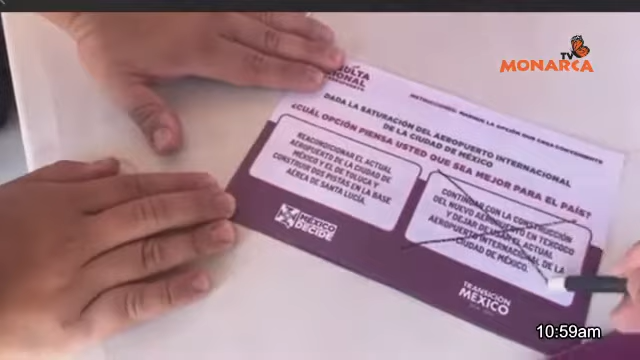 TV
MONARCA
INSTRUCCIONES: MARQUE LA OPCIÓN QUE CREA CONVENIENTE
DADA LA SATURACIÓN DEL AEROPUERTO INTERNACIONAL
DE LA CIUDAD DE MÉXICO
¿CUÁL OPCIÓN PIENSA USTED QUE SEA MEJOR PARA EL PAÍS?
REACONDICIONAR EL ACTUAL
AEROPUERTO DE LA CIUDAD DE
MÉXICO Y EL DE TOLUCA Y
CONSTRUIR DOS PISTAS EN LA BASE
AÉREA DE SANTA LUCÍA.
CONTINUAR CON LA CONSTRUCCIÓN
DEL NUEVO AEROPUERTO EN TEXCOCO
Y DEJAR DE USAR EL ACTUAL
AEROPUERTO INTERNACIONAL DE LA
CIUDAD DE MÉXICO.
MÉXICO
DECIDE
TRANSICIÓN
MÉXICO
10:59am